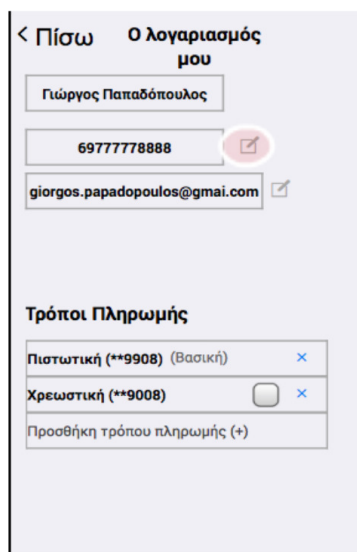 < Πίσω
Ο λογαριασμός
μου
Γιώργος Παπαδόπουλος
69777778888
giorgos.papadopoulos@gmai.com
Τρόποι Πληρωμής
Πιστωτική (**9908) (Βασική) ×
Χρεωστική (**9008) ×
Προσθήκη τρόπου πληρωμής (+)